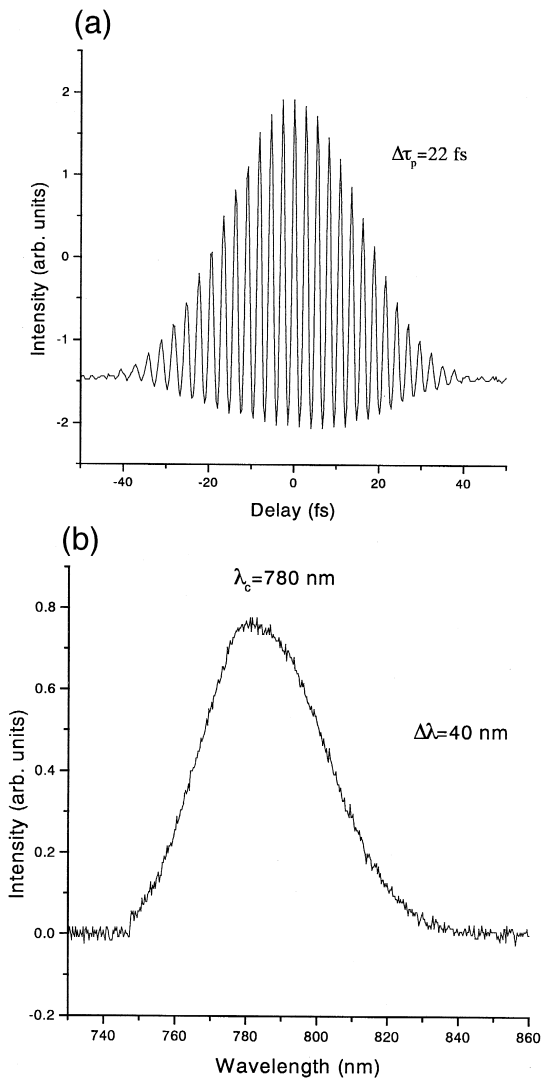 (a)
2
1
0
-1
-2
Intensity (arb. units)
Δτp=22 fs
-40 -20 0 20 40
Delay (fs)
(b)
λc=780 nm
0.8
0.6
0.4
0.2
0.0
-0.2
Intensity (arb. units)
Δλ=40 nm
740 760 780 800 820 840 860
Wavelength (nm)